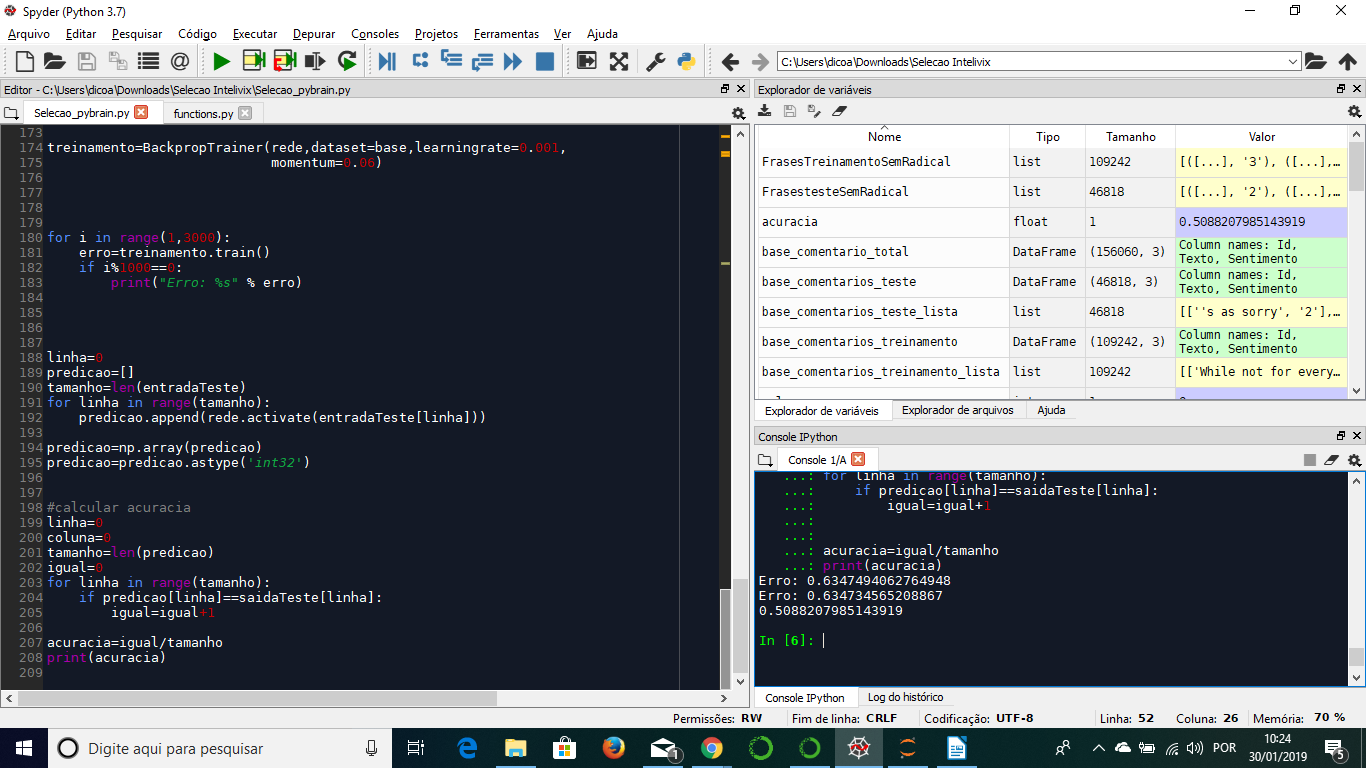 Spyder (Python 3.7)
Arquivo Editar Pesquisar Código Executar Depurar Consoles Projetos Ferramentas Ver Ajuda
C:\Users\dicoa\Downloads\Selecao Intelivix
Editor - C:\Users\dicoa\Downloads\Selecao Intelivix\Selecao_pybrain.py
Selecao_pybrain.py functions.py
173
174 treinamento=BackpropTrainer(rede,dataset=base,learningrate=0.001,
175                             momentum=0.06)
176
177
178
179
180 for i in range(1,3000):
181     erro=treinamento.train()
182     if i%1000==0:
183         print("Erro: %s" % erro)
184
185
186
187
188 linha=0
189 predicao=[]
190 tamanho=len(entradaTeste)
191 for linha in range(tamanho):
192     predicao.append(rede.activate(entradaTeste[linha]))
193
194 predicao=np.array(predicao)
195 predicao=predicao.astype('int32')
196
197
198 #calcular acuracia
199 linha=0
200 coluna=0
201 tamanho=len(predicao)
202 igual=0
203 for linha in range(tamanho):
204     if predicao[linha]==saidaTeste[linha]:
205         igual=igual+1
206
207 acuracia=igual/tamanho
208 print(acuracia)
209
Explorador de variáveis
Nome Tipo Tamanho Valor
FrasesTreinamentoSemRadical list 109242 [([...], '3'), ([...],…
FrasestesteSemRadical list 46818 [([...], '2'), ([...],…
acuracia float 1 0.5088207985143919
base_comentario_total DataFrame (156060, 3) Column names: Id,
Texto, Sentimento
base_comentarios_teste DataFrame (46818, 3) Column names: Id,
Texto, Sentimento
base_comentarios_teste_lista list 46818 [[''s as sorry', '2'],…
base_comentarios_treinamento DataFrame (109242, 3) Column names: Id,
Texto, Sentimento
base_comentarios_treinamento_lista list 109242 [['While not for every…
Explorador de variáveis Explorador de arquivos Ajuda
Console IPython
Console 1/A
...: for linha in range(tamanho):
...:     if predicao[linha]==saidaTeste[linha]:
...:         igual=igual+1
...:
...:
...: acuracia=igual/tamanho
...: print(acuracia)
Erro: 0.6347494062764948
Erro: 0.634734565208867
0.5088207985143919
In [6]:
Console IPython Log do histórico
Permissões: RW Fim de linha: CRLF Codificação: UTF-8 Linha: 52 Coluna: 26 Memória: 70 %
Digite aqui para pesquisar
1
POR
10:24
30/01/2019
5